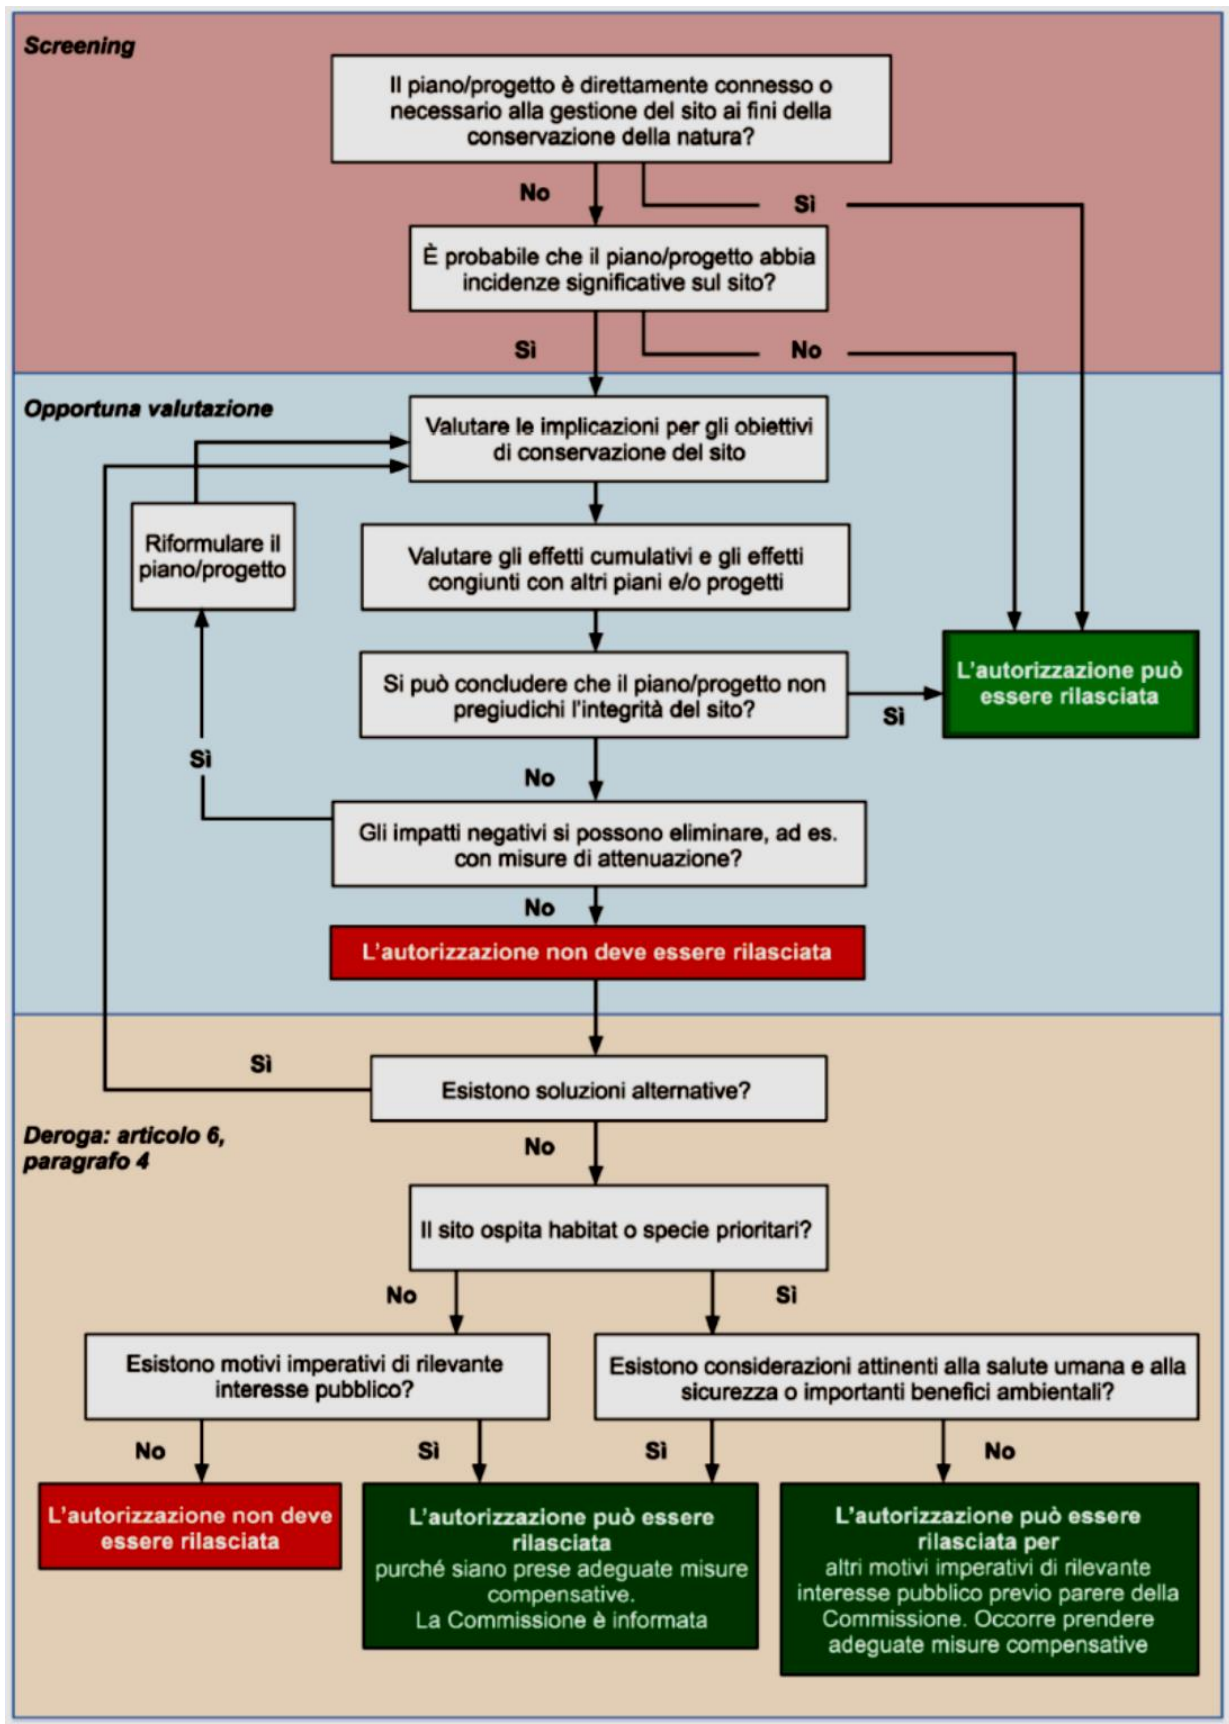 Screening
Il piano/progetto è direttamente connesso o
necessario alla gestione del sito ai fini della
conservazione della natura?
No
Sì
È probabile che il piano/progetto abbia
incidenze significative sul sito?
Sì
No
Opportuna valutazione
Valutare le implicazioni per gli obiettivi
di conservazione del sito
Riformulare il
piano/progetto
Valutare gli effetti cumulativi e gli effetti
congiunti con altri piani e/o progetti
Si può concludere che il piano/progetto non
pregiudichi l'integrità del sito?
Sì
L'autorizzazione può
essere rilasciata
Sì
No
Gli impatti negativi si possono eliminare, ad es.
con misure di attenuazione?
No
L'autorizzazione non deve essere rilasciata
Sì
Esistono soluzioni alternative?
Deroga: articolo 6,
paragrafo 4
No
Il sito ospita habitat o specie prioritari?
No
Sì
Esistono motivi imperativi di rilevante
interesse pubblico?
Esistono considerazioni attinenti alla salute umana e alla
sicurezza o importanti benefici ambientali?
No
Sì
Sì
No
L'autorizzazione non deve
essere rilasciata
L'autorizzazione può essere
rilasciata
purché siano prese adeguate misure
compensative.
La Commissione è informata
L'autorizzazione può essere
rilasciata per
altri motivi imperativi di rilevante
interesse pubblico previo parere della
Commissione. Occorre prendere
adeguate misure compensative